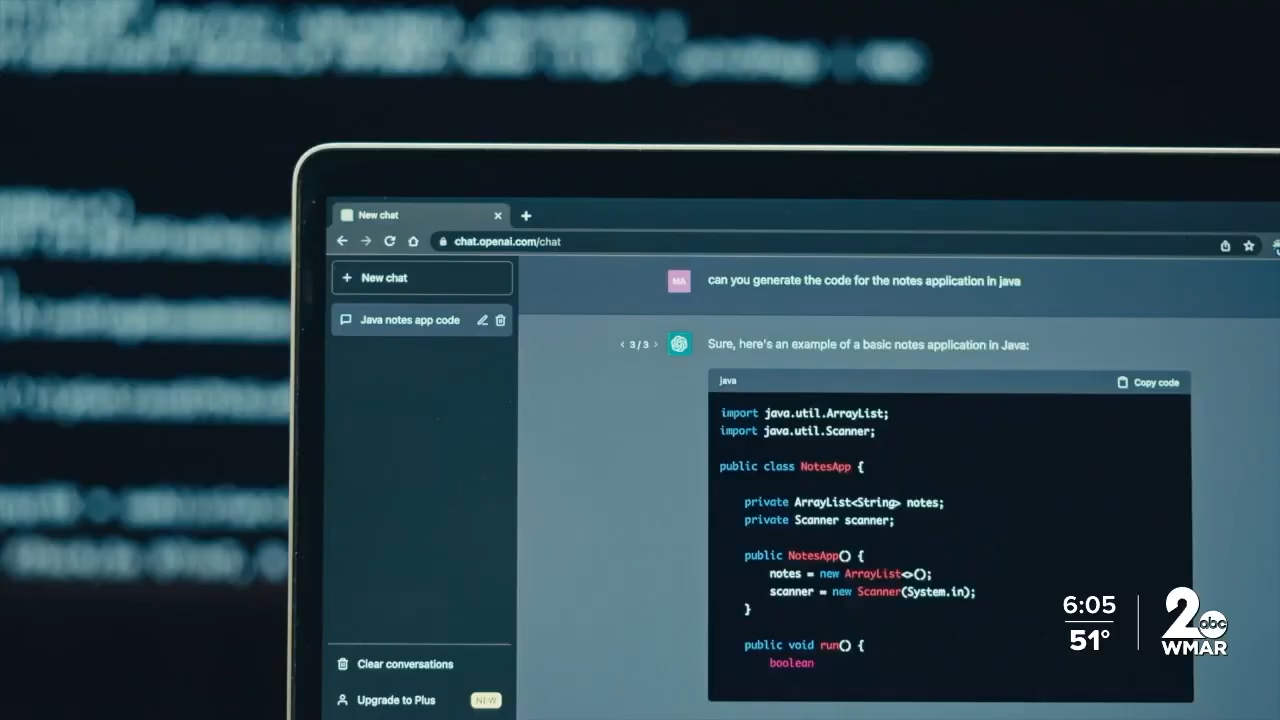 New chat
chat.openai.com/chat
New chat
Java notes app code
Clear conversations
Upgrade to Plus NEW
MA can you generate the code for the notes application in java
3/3 Sure, here's an example of a basic notes application in Java:
java Copy code
import java.util.ArrayList;
import java.util.Scanner;
public class NotesApp {
private ArrayList<String> notes;
private Scanner scanner;
public NotesApp() {
notes = new ArrayList<>();
scanner = new Scanner(System.in);
}
public void run() {
boolean
6:05
51°
2 abc
WMAR